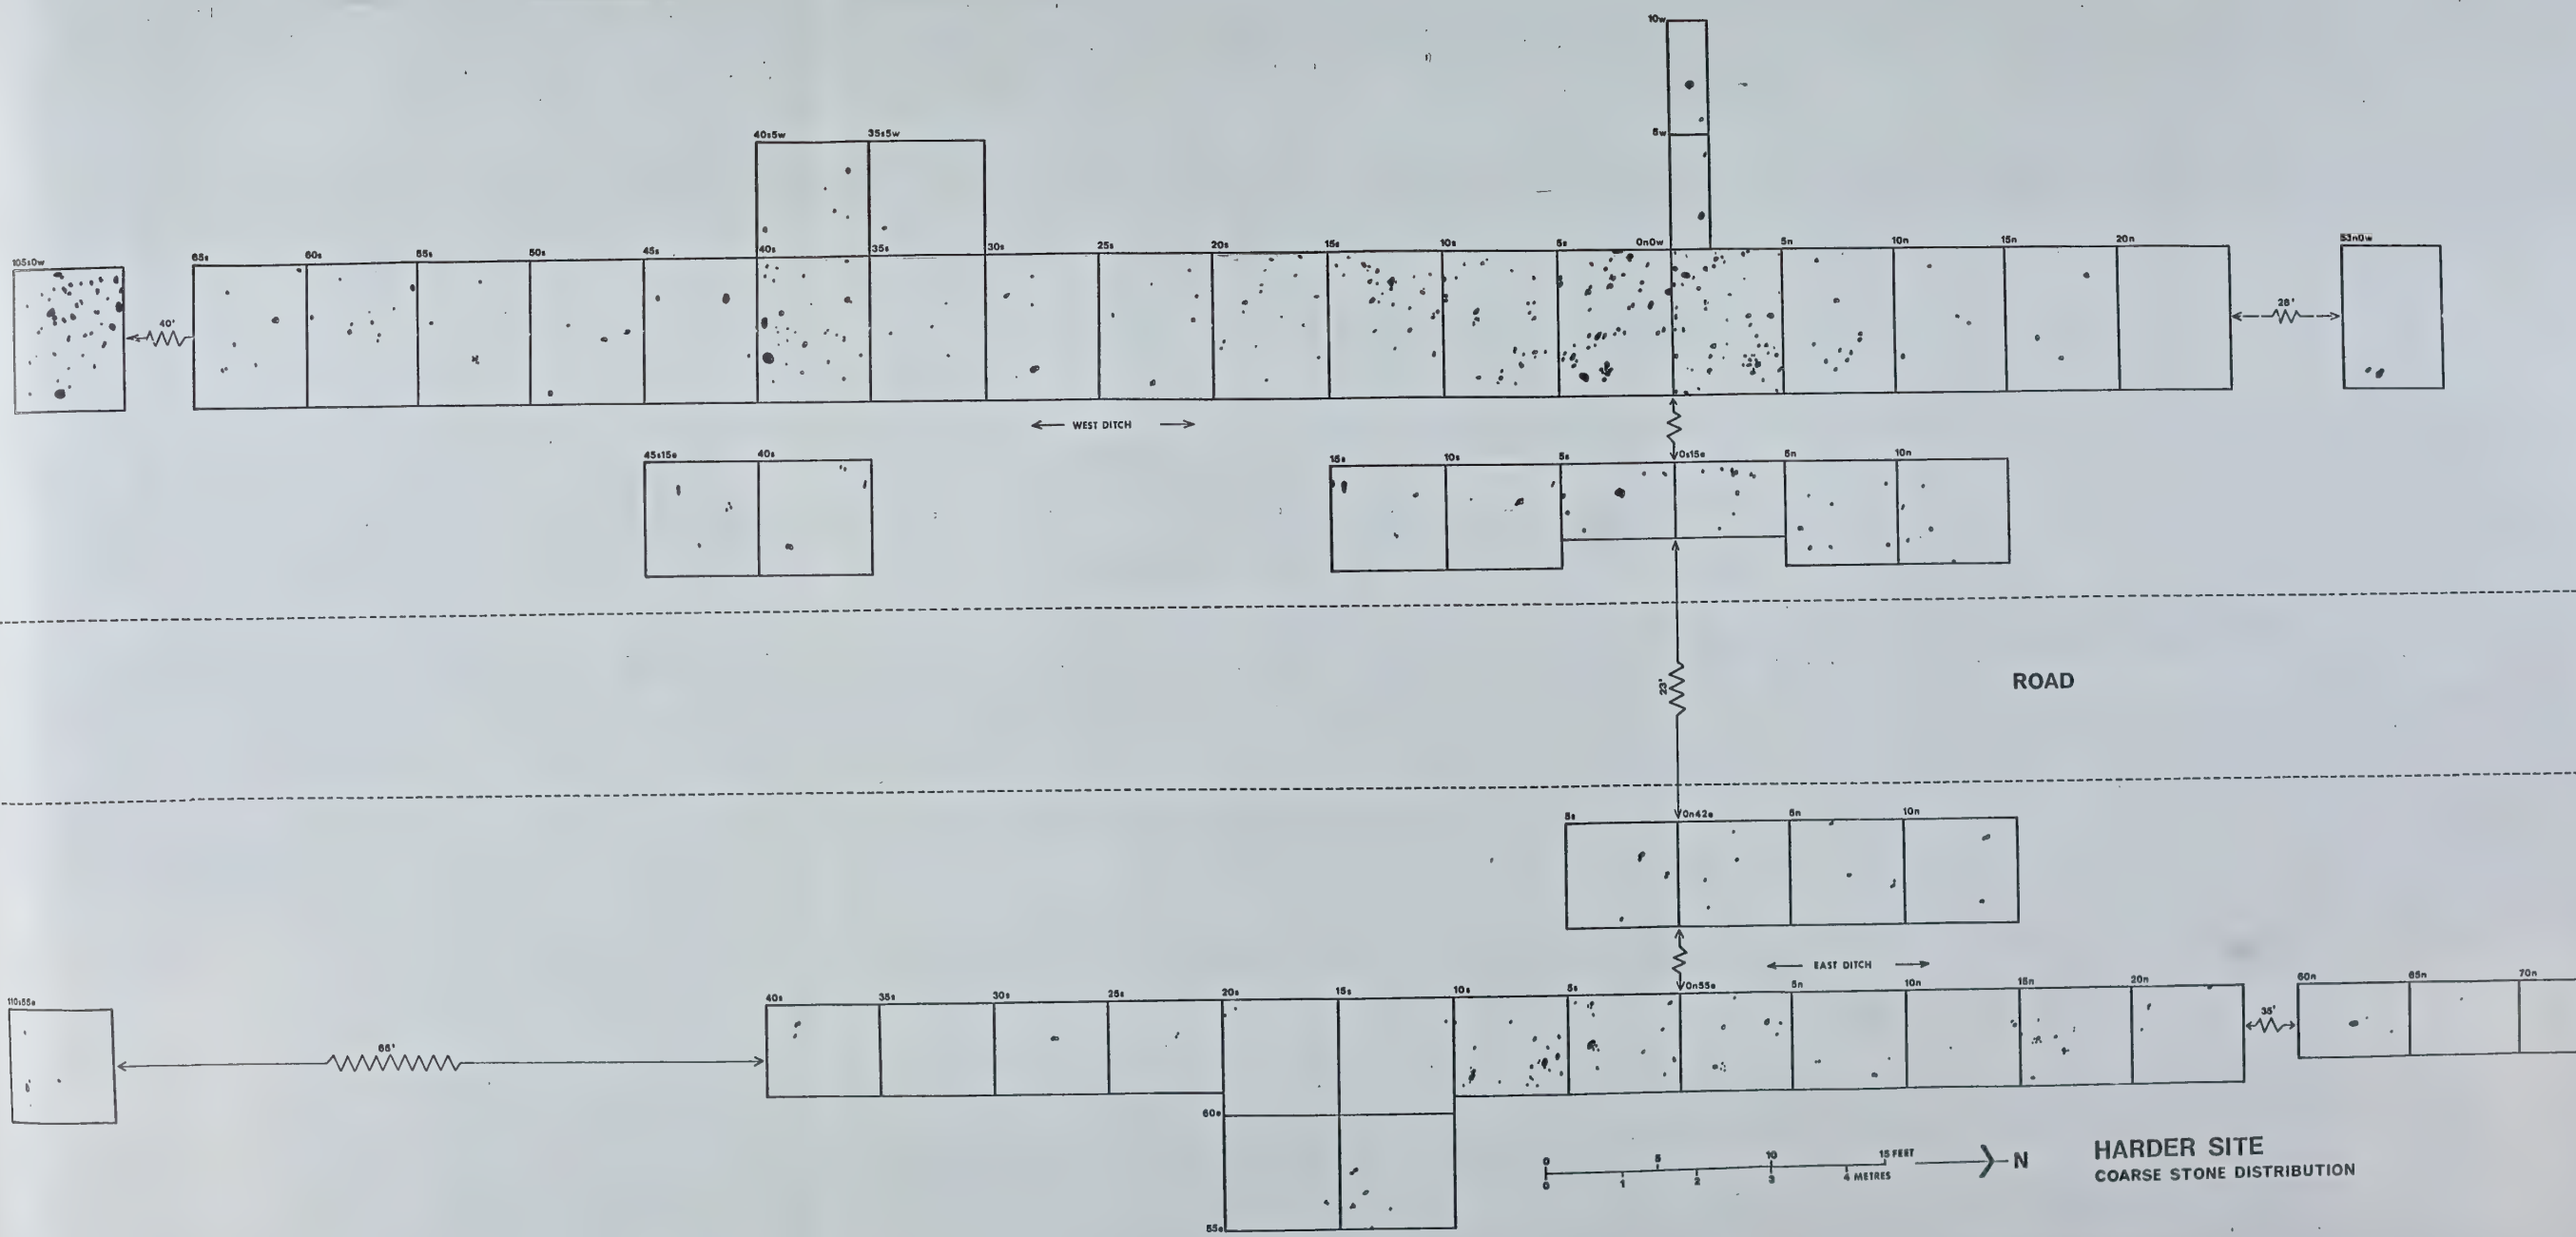 10w
5w
40s5w 35s5w
105s0w 65s 60s 55s 50s 45s 40s 35s 30s 25s 20s 15s 10s 5s 0n0w 5n 10n 15n 20n 53n0w
40' 28'
WEST DITCH
45s15e 40s 15s 10s 5s 0s15e 5n 10n
23' ROAD
5s 0n42e 5n 10n
EAST DITCH
110s55e 40s 35s 30s 25s 20s 15s 10s 5s 0n55e 5n 10n 15n 20n 60n 65n 70n
65' 35'
60e
0 5 10 15 FEET
0 1 2 3 4 METRES
N
HARDER SITE
COARSE STONE DISTRIBUTION
55e